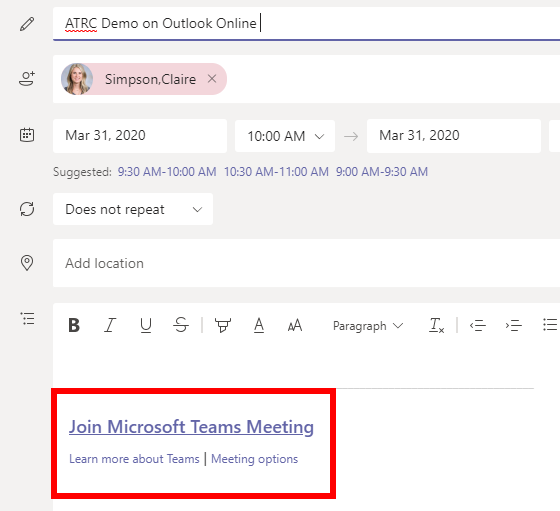 ATRC Demo on Outlook Online
Simpson,Claire ×
Mar 31, 2020 10:00 AM → Mar 31, 2020
Suggested: 9:30 AM-10:00 AM 10:30 AM-11:00 AM 9:00 AM-9:30 AM
Does not repeat
Add location
B I U S A AA Paragraph Tx
Join Microsoft Teams Meeting
Learn more about Teams | Meeting options